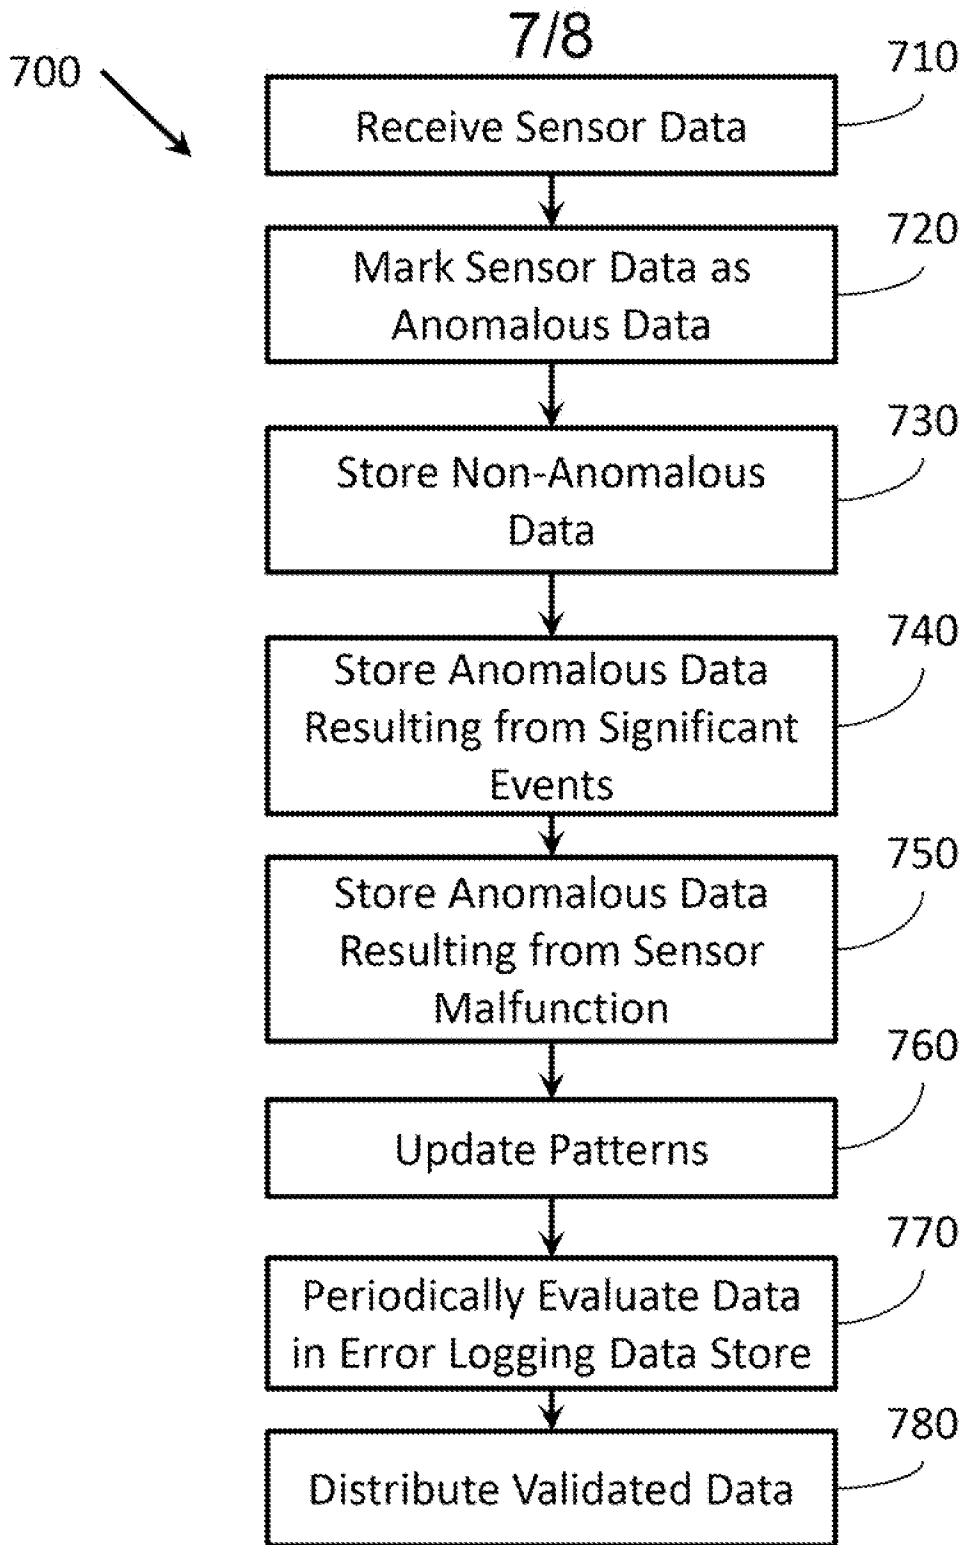 7/8
700
710
Receive Sensor Data
720
Mark Sensor Data as
Anomalous Data
730
Store Non-Anomalous
Data
740
Store Anomalous Data
Resulting from Significant
Events
750
Store Anomalous Data
Resulting from Sensor
Malfunction
760
Update Patterns
770
Periodically Evaluate Data
in Error Logging Data Store
780
Distribute Validated Data